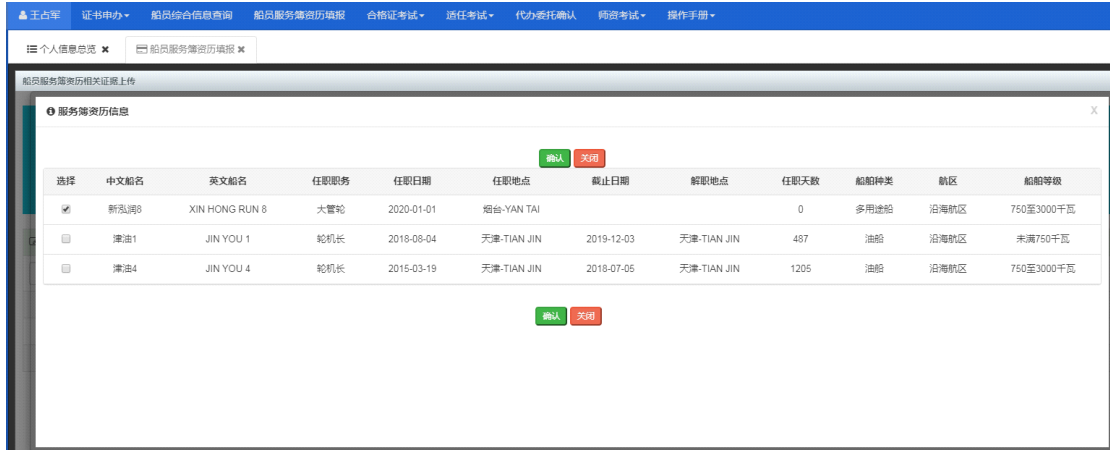 王占军 证书申办 船员综合信息查询 船员服务簿资历填报 合格证考试 适任考试 代办委托确认 师资考试 操作手册
个人信息总览 船员服务簿资历填报
船员服务簿资历相关证据上传
服务簿资历信息 X
确认 关闭
选择 中文船名 英文船名 任职职务 任职日期 任职地点 截止日期 解职地点 任职天数 船舶种类 航区 船舶等级
新泓润8 XIN HONG RUN 8 大管轮 2020-01-01 烟台-YAN TAI 0 多用途船 沿海航区 750至3000千瓦
津油1 JIN YOU 1 轮机长 2018-08-04 天津-TIAN JIN 2019-12-03 天津-TIAN JIN 487 油船 沿海航区 未满750千瓦
津油4 JIN YOU 4 轮机长 2015-03-19 天津-TIAN JIN 2018-07-05 天津-TIAN JIN 1205 油船 沿海航区 750至3000千瓦
确认 关闭